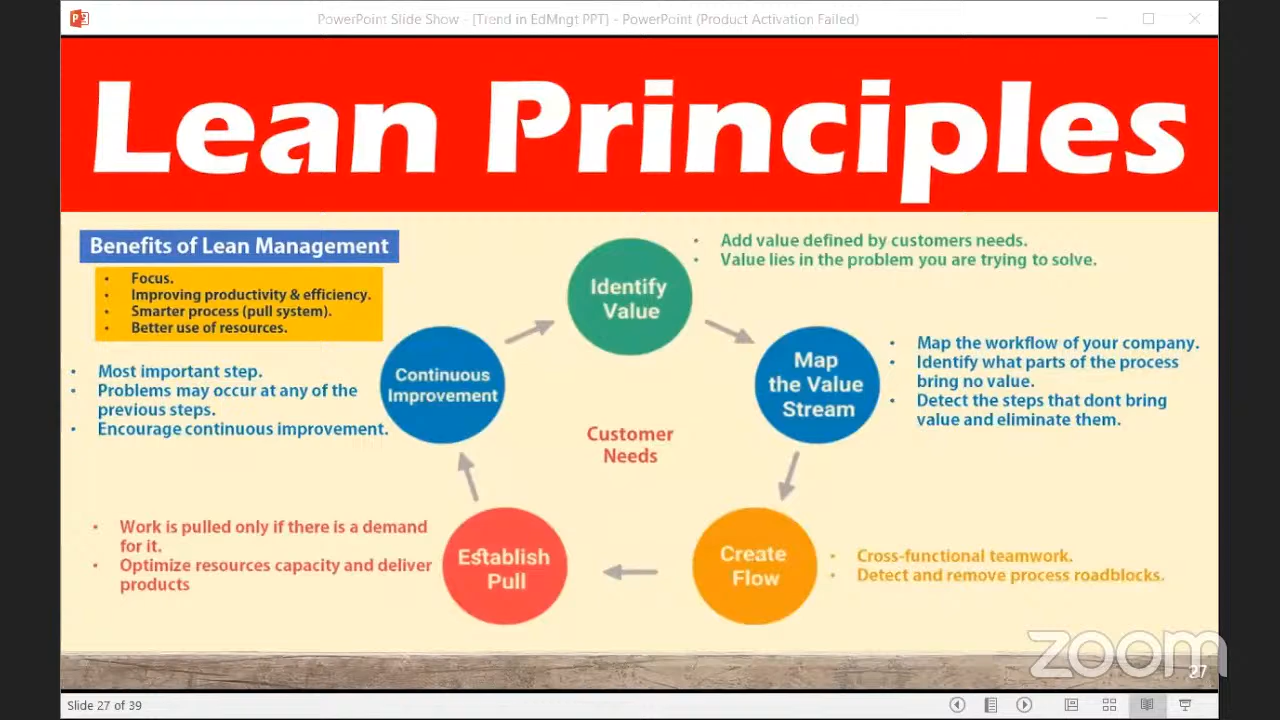 PowerPoint Slide Show - [Trend in EdMngt PPT] - PowerPoint (Product Activation Failed)
Lean Principles
Benefits of Lean Management
• Focus.
• Improving productivity & efficiency.
• Smarter process (pull system).
• Better use of resources.
Identify
Value
• Add value defined by customers needs.
• Value lies in the problem you are trying to solve.
Map
the Value
Stream
• Map the workflow of your company.
• Identify what parts of the process
bring no value.
• Detect the steps that dont bring
value and eliminate them.
Continuous
Improvement
• Most important step.
• Problems may occur at any of the
previous steps.
• Encourage continuous improvement.
Customer
Needs
• Work is pulled only if there is a demand
for it.
• Optimize resources capacity and deliver
products
Establish
Pull
Create
Flow
• Cross-functional teamwork.
• Detect and remove process roadblocks.
zoom
27
Slide 27 of 39